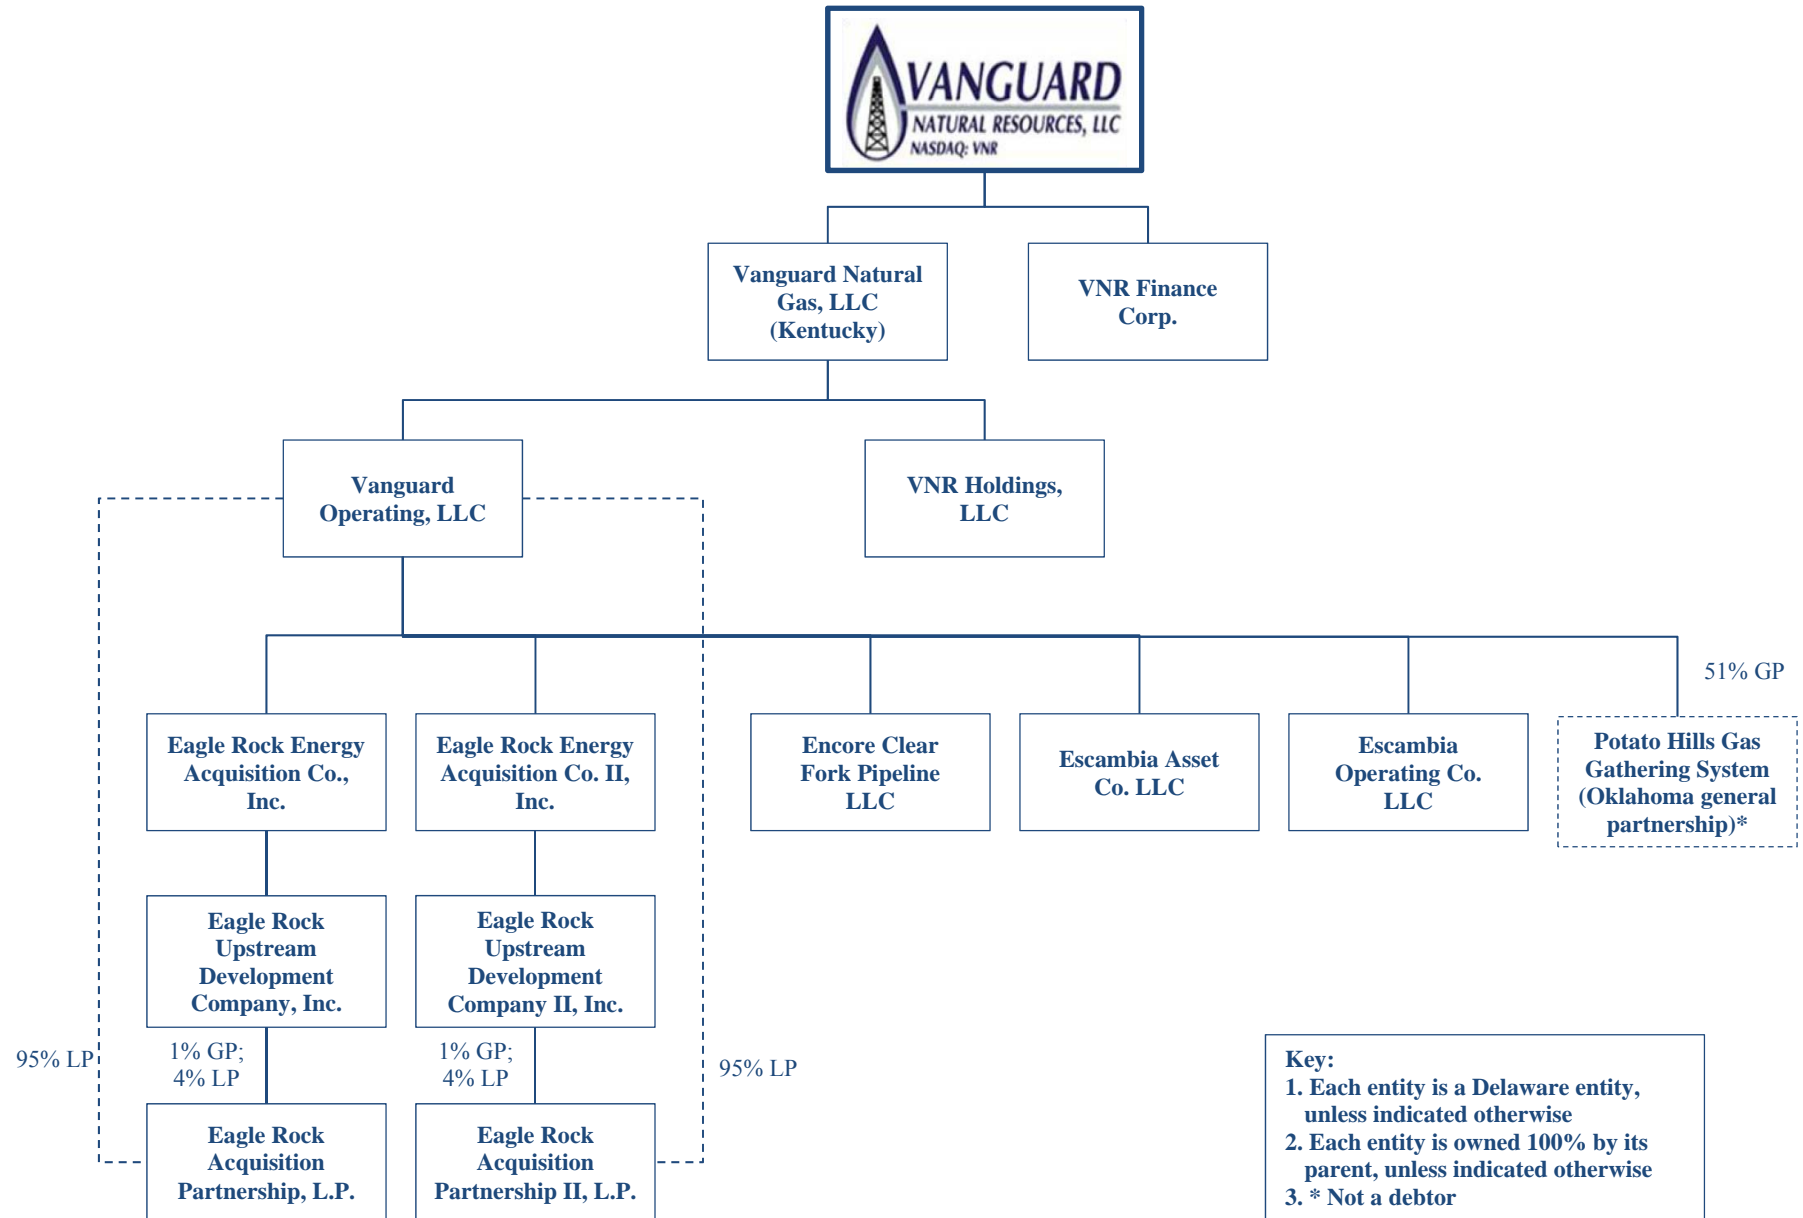 VANGUARD
NATURAL RESOURCES, LLC
NASDAQ: VNR
Vanguard Natural
Gas, LLC
(Kentucky)
VNR Finance
Corp.
Vanguard
Operating, LLC
VNR Holdings,
LLC
51% GP
Eagle Rock Energy
Acquisition Co.,
Inc.
Eagle Rock Energy
Acquisition Co. II,
Inc.
Encore Clear
Fork Pipeline
LLC
Escambia Asset
Co. LLC
Escambia
Operating Co.
LLC
Potato Hills Gas
Gathering System
(Oklahoma general
partnership)*
Eagle Rock
Upstream
Development
Company, Inc.
Eagle Rock
Upstream
Development
Company II, Inc.
95% LP
1% GP;
4% LP
1% GP;
4% LP
95% LP
Eagle Rock
Acquisition
Partnership, L.P.
Eagle Rock
Acquisition
Partnership II, L.P.
Key:
1. Each entity is a Delaware entity,
unless indicated otherwise
2. Each entity is owned 100% by its
parent, unless indicated otherwise
3. * Not a debtor